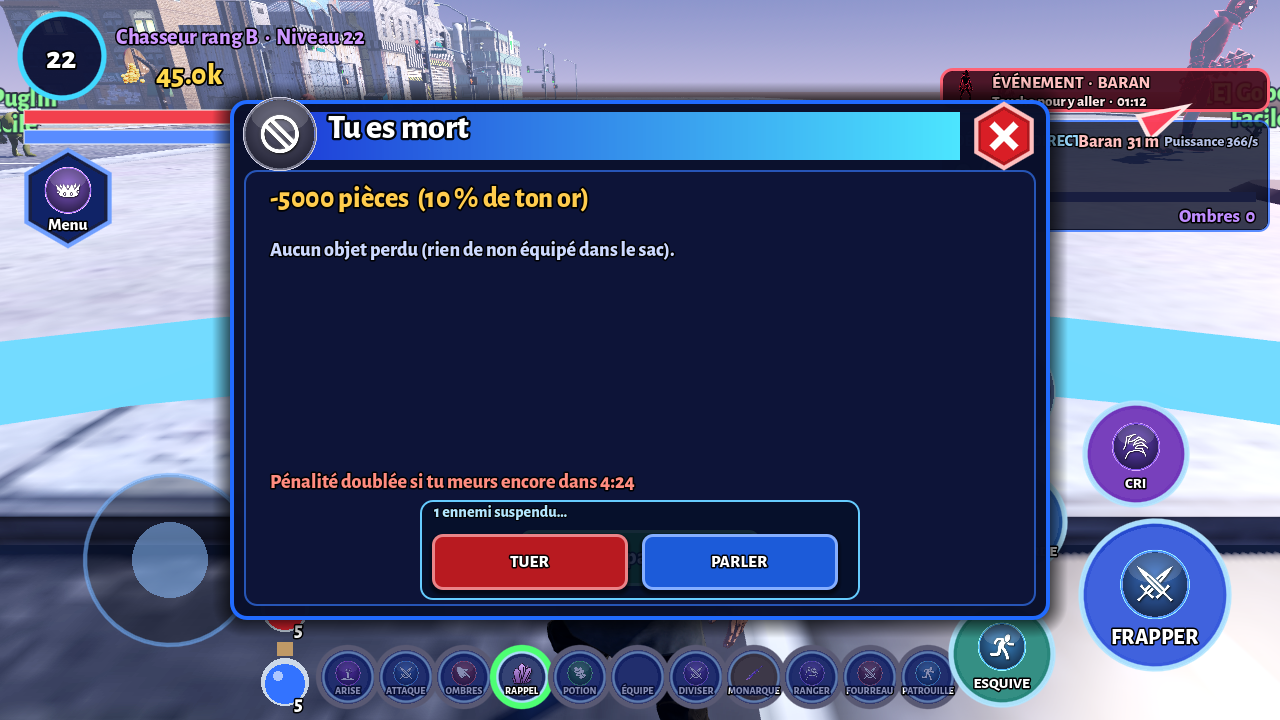 22
Chasseur rang B · Niveau 22
45.0k
ÉVÉNEMENT · BARAN
pour y aller · 01:12
Baran 31 m
Puissance 366/s
Ombres 0
Menu
Tu es mort
-5000 pièces (10 % de ton or)
Aucun objet perdu (rien de non équipé dans le sac).
Pénalité doublée si tu meurs encore dans 4:24
1 ennemi suspendu...
TUER
PARLER
CRI
FRAPPER
ESQUIVE
5
5
ARISE
ATTAQUE
OMBRES
RAPPEL
POTION
ÉQUIPE
DIVISER
MONARQUE
RANGER
FOURREAU
PATROUILLE